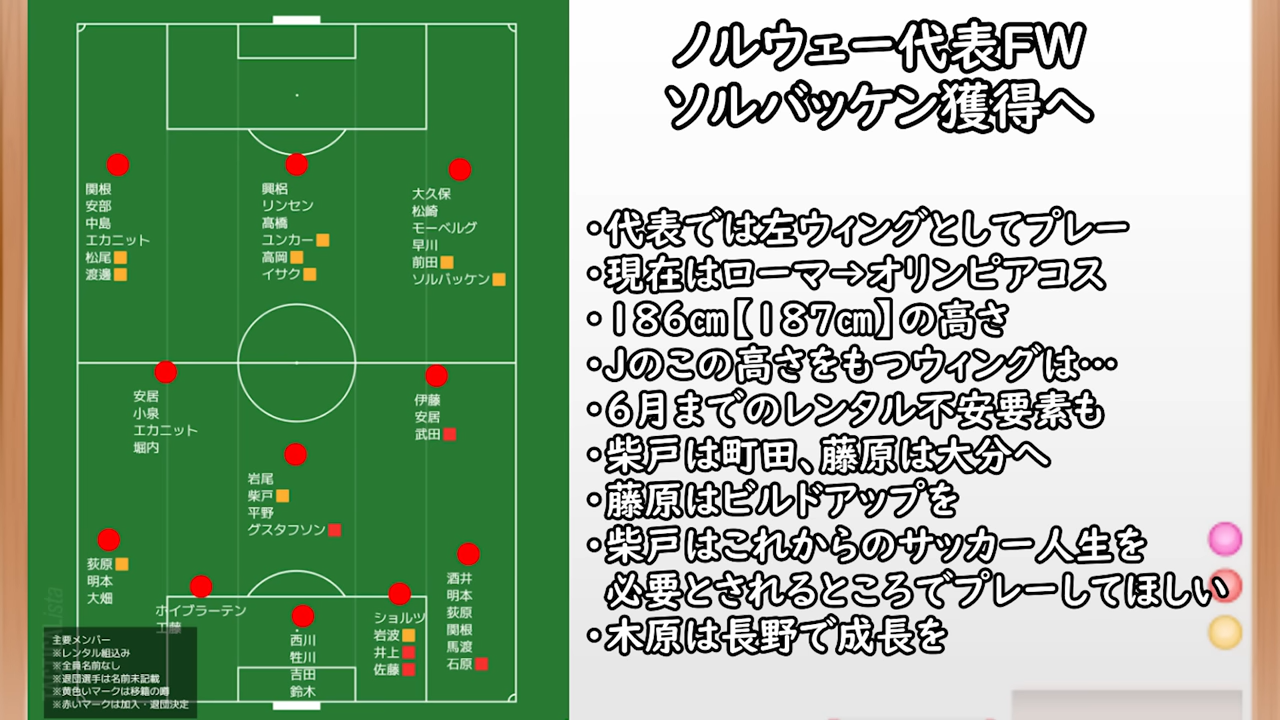 ノルウェー代表FW
ソルバッケン獲得へ
・代表では左ウィングとしてプレー
・現在はローマ→オリンピアコス
・186㎝【187㎝】の高さ
・Jのこの高さをもつウィングは…
・6月までのレンタル不安要素も
・柴戸は町田、藤原は大分へ
・藤原はビルドアップを
・柴戸はこれからのサッカー人生を
必要とされるところでプレーしてほしい
・木原は長野で成長を
関根
安部
中島
エカニット
松尾
渡邊
興梠
リンセン
髙橋
ユンカー
高岡
イサク
大久保
松崎
モーベルグ
早川
前田
ソルバッケン
安居
小泉
エカニット
堀内
伊藤
安居
武田
岩尾
柴戸
平野
グスタフソン
荻原
明本
大畑
ホイブラーテン
工藤
西川
牲川
吉田
鈴木
ショルツ
岩波
井上
佐藤
酒井
明本
荻原
関根
馬渡
石原
主要メンバー
※レンタル組込み
※全員名前なし
※退団選手は名前未記載
※黄色いマークは移籍の噂
※赤いマークは加入・退団決定